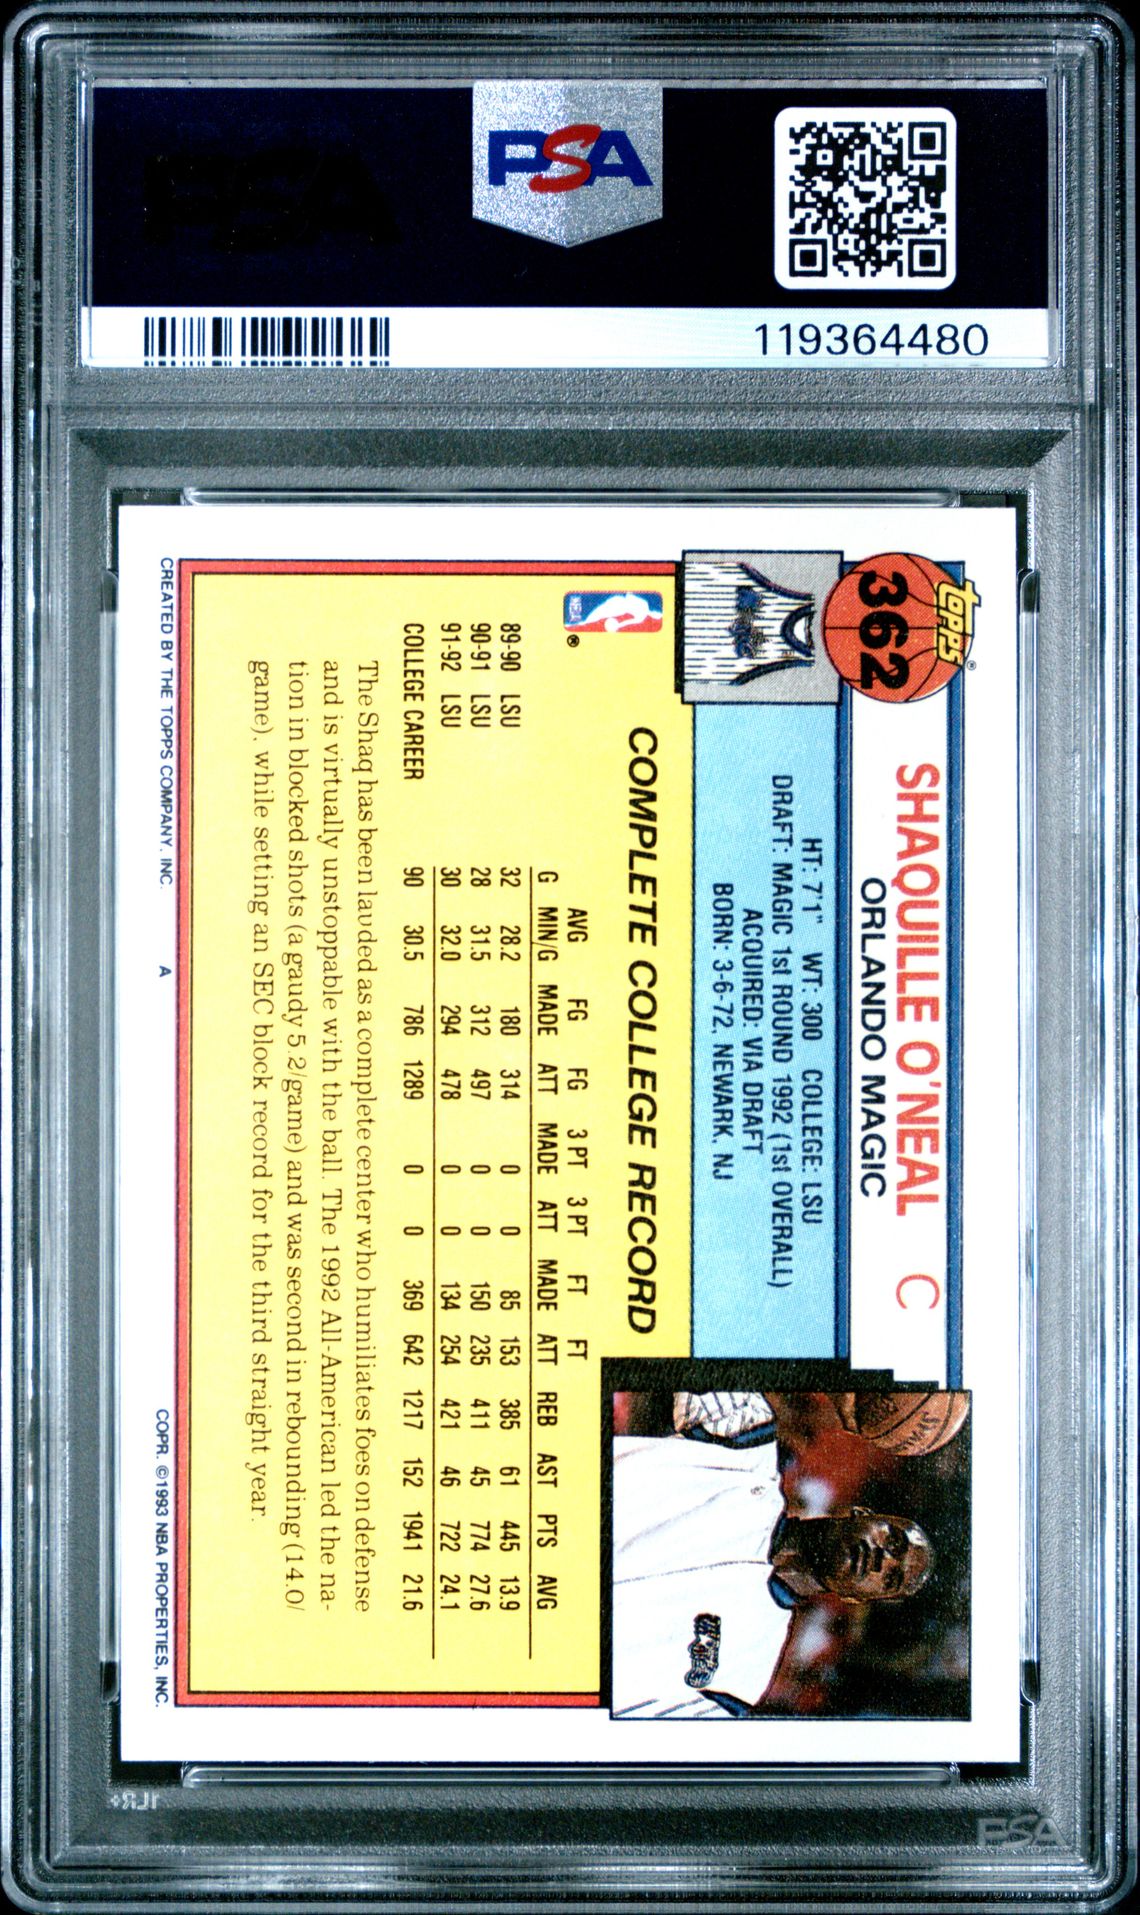 PSA
119364480
topps®
362
SHAQUILLE O'NEAL C
ORLANDO MAGIC
HT: 7'1" WT: 300 COLLEGE: LSU
DRAFT: MAGIC 1st ROUND 1992 (1st OVERALL)
ACQUIRED: VIA DRAFT
BORN: 3-6-72, NEWARK, NJ
SPAL
NBA ®
COMPLETE COLLEGE RECORD
AVG FG FG 3 PT 3 PT FT FT
G MIN/G MADE ATT MADE ATT MADE ATT REB AST PTS AVG
89-90 LSU 32 28.2 180 314 0 0 85 153 385 61 445 13.9
90-91 LSU 28 31.5 312 497 0 0 150 235 411 45 774 27.6
91-92 LSU 30 32.0 294 478 0 0 134 254 421 46 722 24.1
COLLEGE CAREER 90 30.5 786 1289 0 0 369 642 1217 152 1941 21.6
The Shaq has been lauded as a complete center who humiliates foes on defense
and is virtually unstoppable with the ball. The 1992 All-American led the na-
tion in blocked shots (a gaudy 5.2/game) and was second in rebounding (14.0/
game), while setting an SEC block record for the third straight year.
CREATED BY THE TOPPS COMPANY, INC. A COPR. ©1993 NBA PROPERTIES, INC.
PSA